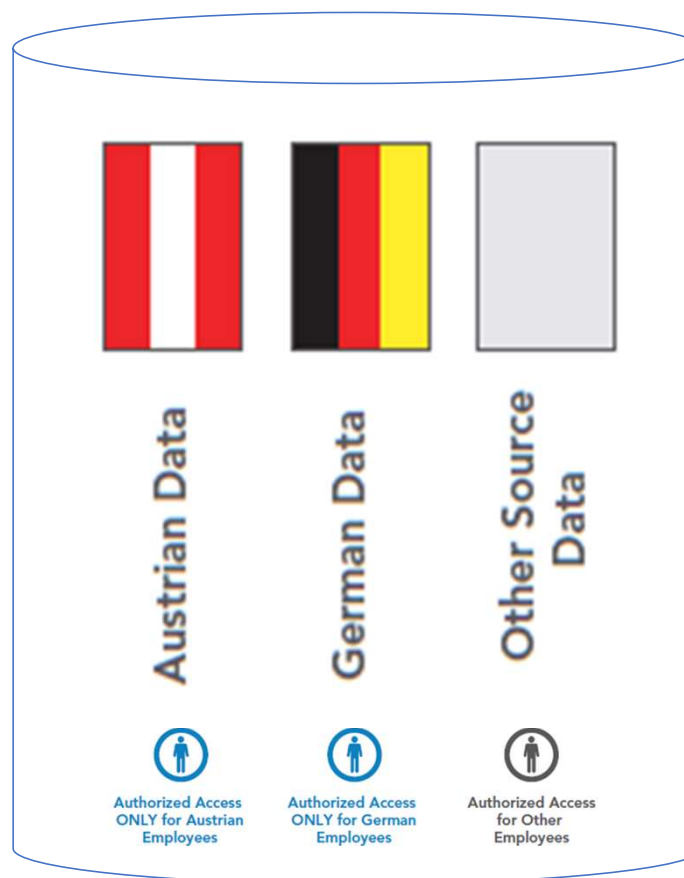 Austrian Data
German Data
Other Source
Data
Authorized Access
ONLY for Austrian
Employees
Authorized Access
ONLY for German
Employees
Authorized Access
for Other
Employees